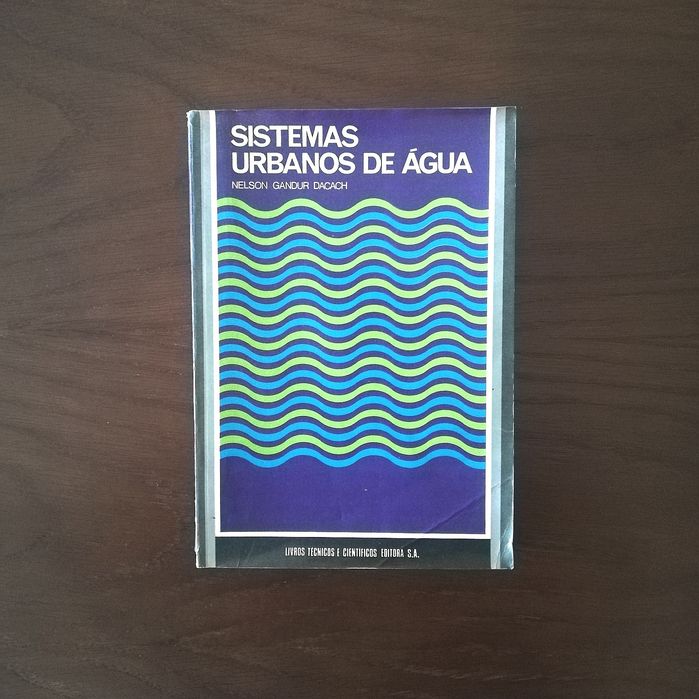 SISTEMAS
URBANOS DE ÁGUA
NELSON GANDUR DACACH
LIVROS TÉCNICOS E CIENTÍFICOS EDITORA S.A.